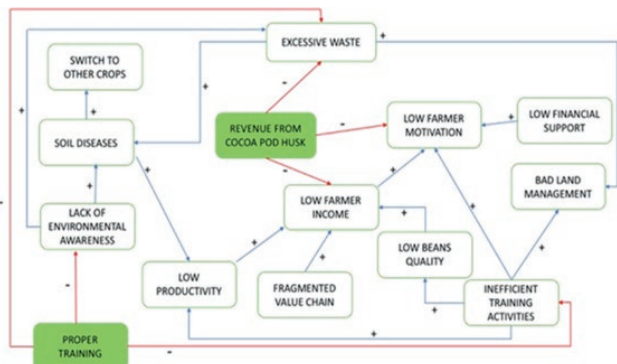 EXCESSIVE WASTE
+
SWITCH TO
OTHER CROPS
+
+
+
-
REVENUE FROM
COCOA POD HUSK
-
LOW FARMER
MOTIVATION
+
LOW FINANCIAL
SUPPORT
SOIL DISEASES
+
+
-
BAD LAND
MANAGEMENT
LACK OF
ENVIRONMENTAL
AWARENESS
-
LOW FARMER
INCOME
+
+
+
+
LOW BEANS
QUALITY
+
+
LOW
PRODUCTIVITY
FRAGMENTED
VALUE CHAIN
+
INEFFICIENT
TRAINING
ACTIVITIES
-
PROPER
TRAINING
+
-